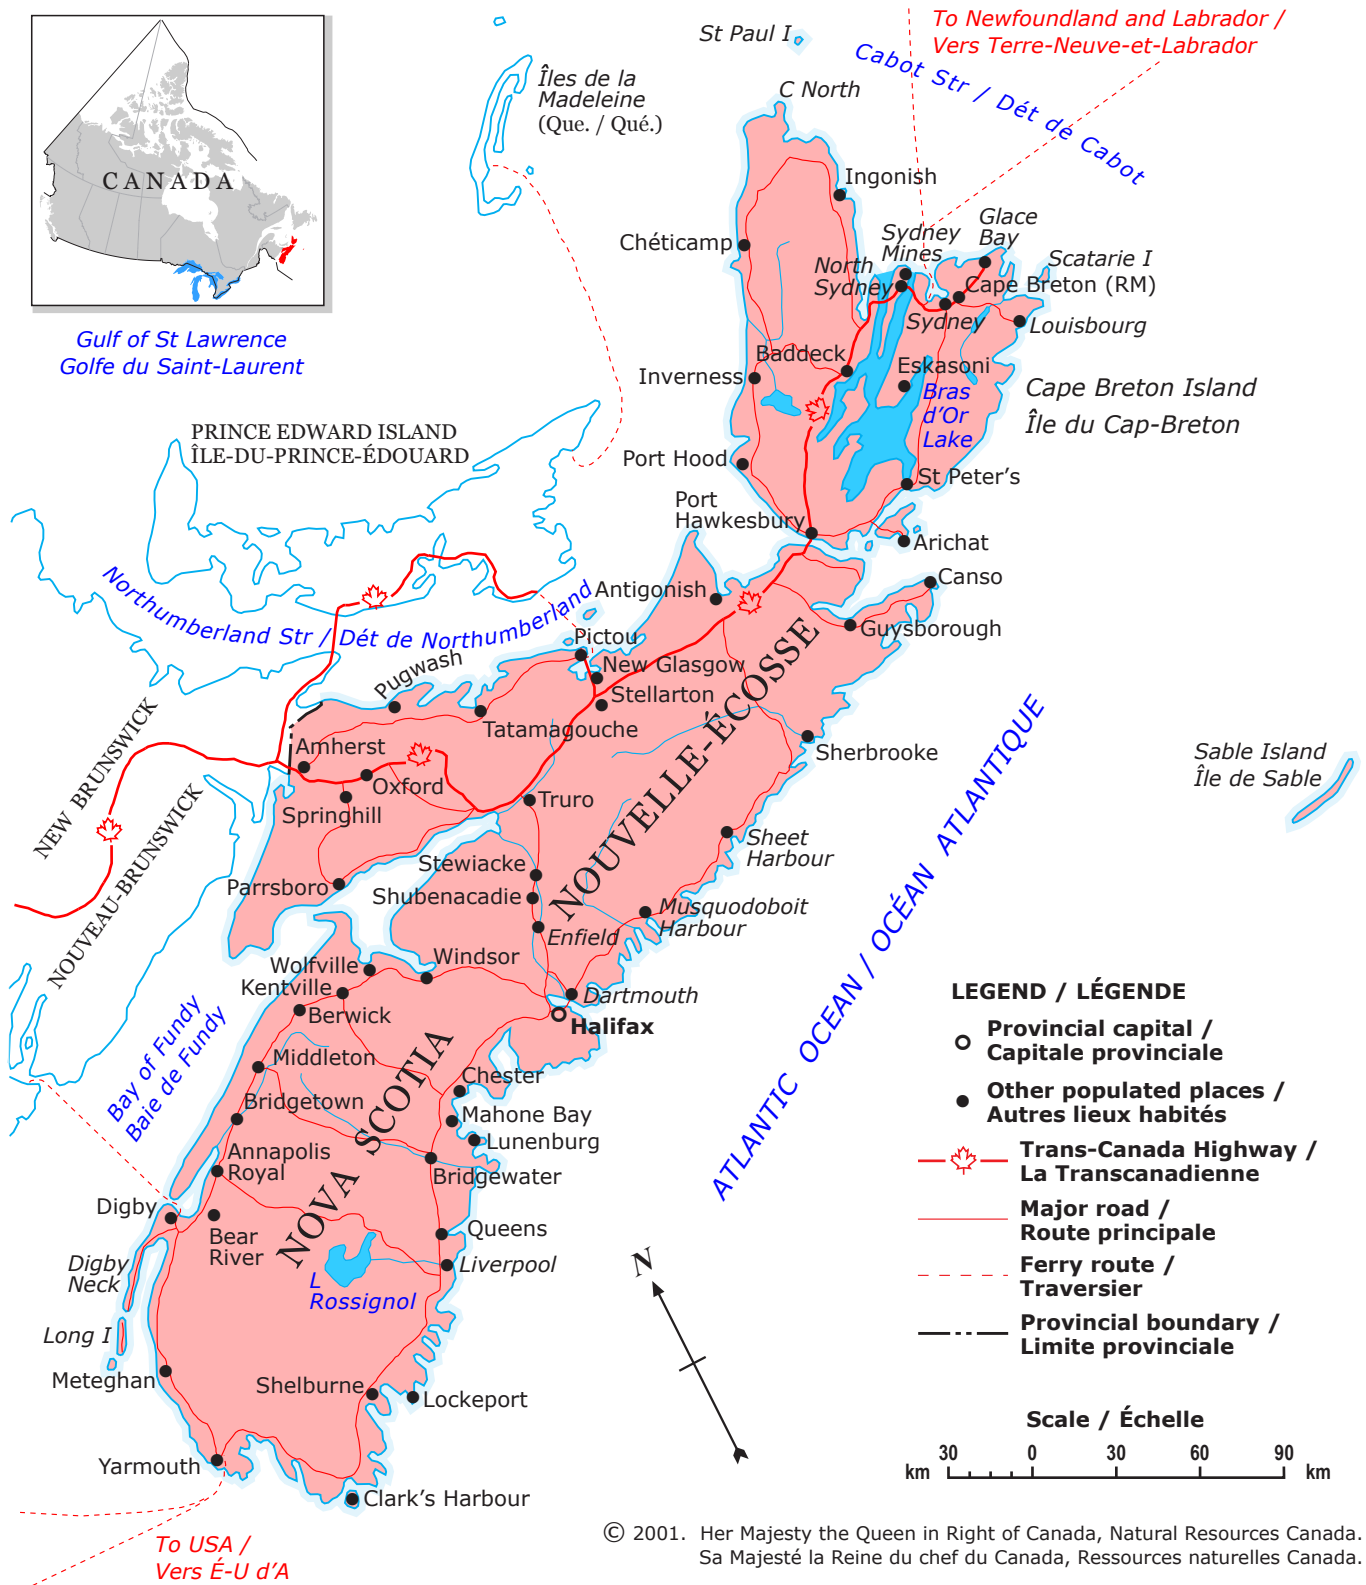 To Newfoundland and Labrador /
Vers Terre-Neuve-et-Labrador
St Paul I
Cabot Str / Dét de Cabot
Îles de la
Madeleine
(Que. / Qué.)
C North
CANADA
Ingonish
Glace
Bay
Sydney
Mines
Chéticamp
Scatarie I
North
Sydney
Cape Breton (RM)
Sydney
Louisbourg
Gulf of St Lawrence
Golfe du Saint-Laurent
Baddeck
Eskasoni
Inverness
Bras
d'Or
Lake
Cape Breton Island
Île du Cap-Breton
PRINCE EDWARD ISLAND
ÎLE-DU-PRINCE-ÉDOUARD
Port Hood
St Peter's
Port
Hawkesbury
Arichat
Canso
Antigonish
Northumberland Str / Dét de Northumberland
Guysborough
Pictou
New Glasgow
Pugwash
Stellarton
Tatamagouche
NOUVELLE-ÉCOSSE
Sherbrooke
Amherst
Sable Island
Île de Sable
NEW BRUNSWICK
NOUVEAU-BRUNSWICK
Oxford
Springhill
Truro
Sheet
Harbour
Stewiacke
Parrsboro
Shubenacadie
Musquodoboit
Harbour
Enfield
ATLANTIC OCEAN / OCÉAN ATLANTIQUE
Windsor
Wolfville
Kentville
Dartmouth
Berwick
Halifax
Bay of Fundy
Baie de Fundy
Middleton
NOVA SCOTIA
Chester
Bridgetown
Mahone Bay
Lunenburg
Annapolis
Royal
Bridgewater
Digby
Bear
River
Queens
Digby
Neck
Liverpool
L
Rossignol
Long I
Meteghan
Shelburne
Lockeport
Yarmouth
Clark's Harbour
To USA /
Vers É-U d'A
N
LEGEND / LÉGENDE
Provincial capital /
Capitale provinciale
Other populated places /
Autres lieux habités
Trans-Canada Highway /
La Transcanadienne
Major road /
Route principale
Ferry route /
Traversier
Provincial boundary /
Limite provinciale
Scale / Échelle
30 0 30 60 90
km km
© 2001. Her Majesty the Queen in Right of Canada, Natural Resources Canada.
Sa Majesté la Reine du chef du Canada, Ressources naturelles Canada.